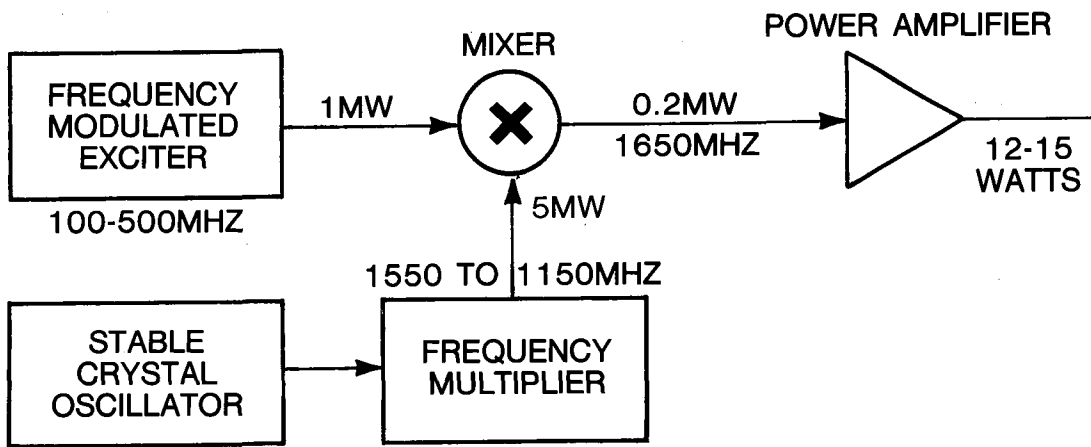 POWER AMPLIFIER
MIXER
FREQUENCY
MODULATED
EXCITER
1MW
0.2MW
1650MHZ
12-15
WATTS
100-500MHZ
5MW
1550 TO 1150MHZ
STABLE
CRYSTAL
OSCILLATOR
FREQUENCY
MULTIPLIER